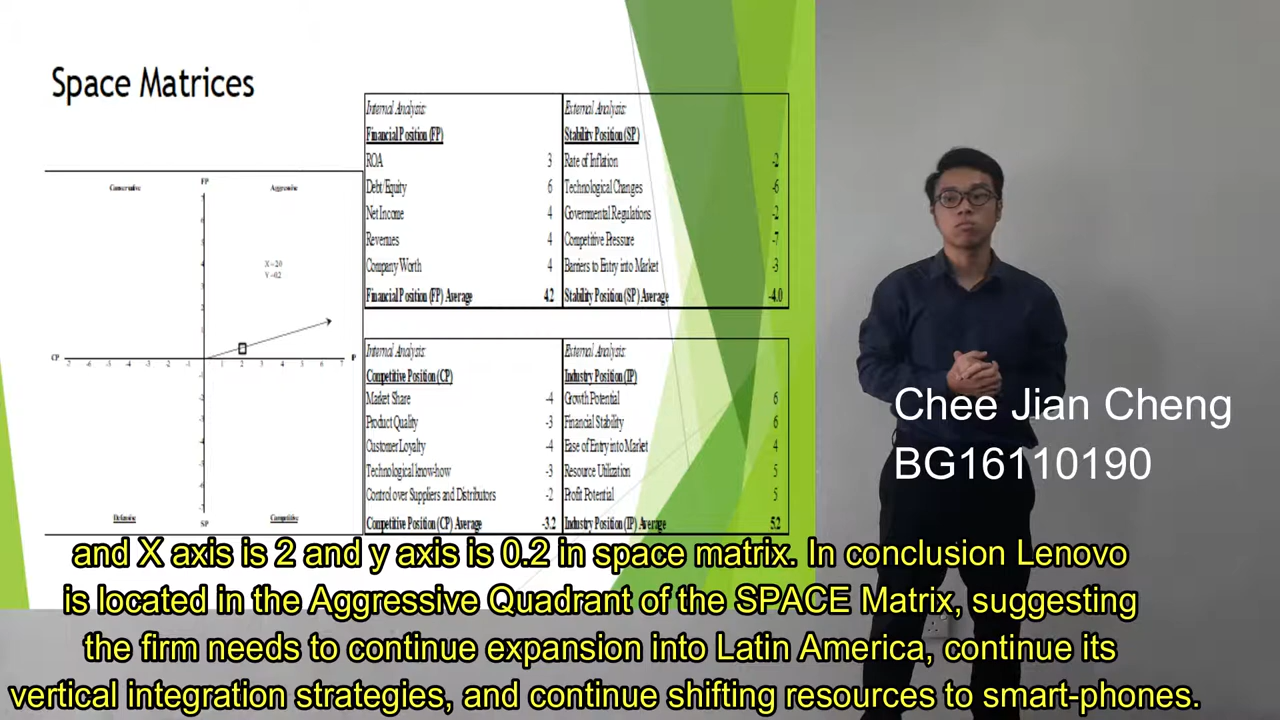 Space Matrices
Internal Analysis:
Financial Position (FP)
ROA 3
Debt/Equity 6
Net Income 4
Revenues 4
Company Worth 4
Financial Position (FP) Average 4.2
External Analysis:
Stability Position (SP)
Rate of Inflation -2
Technological Changes -6
Governmental Regulations -2
Competitive Pressure -7
Barriers to Entry into Market -3
Stability Position (SP) Average -4.0
Conservative
FP
Aggressive
CP
Defensive
SP
Competitive
Internal Analysis:
Competitive Position (CP)
Market Share -4
Product Quality -3
Customer Loyalty -4
Technological know-how -3
Control over Suppliers and Distributors -2
Competitive Position (CP) Average -3.2
External Analysis:
Industry Position (IP)
Growth Potential 6
Financial Stability 6
Ease of Entry into Market 4
Resource Utilization 5
Profit Potential 5
Industry Position (IP) Average 5.2
Chee Jian Cheng
BG16110190
and X axis is 2 and y axis is 0.2 in space matrix. In conclusion Lenovo
is located in the Aggressive Quadrant of the SPACE Matrix, suggesting
the firm needs to continue expansion into Latin America, continue its
vertical integration strategies, and continue shifting resources to smart-phones.